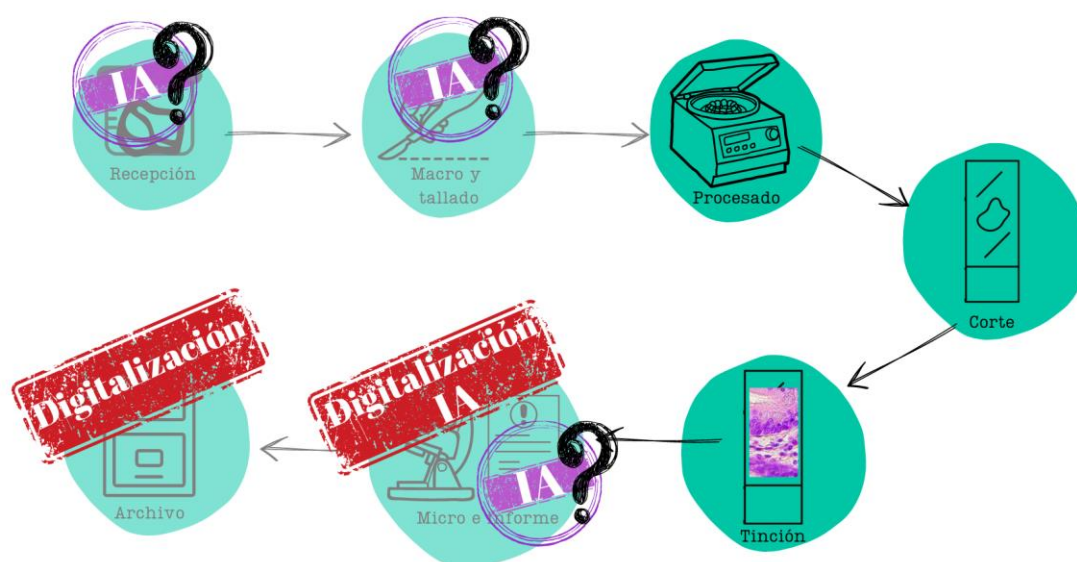 IA?
Recepción
IA?
Macro y
tallado
Procesado
Corte
Tinción
Digitalización
IA
IA?
Micro e informe
Digitalización
Archivo